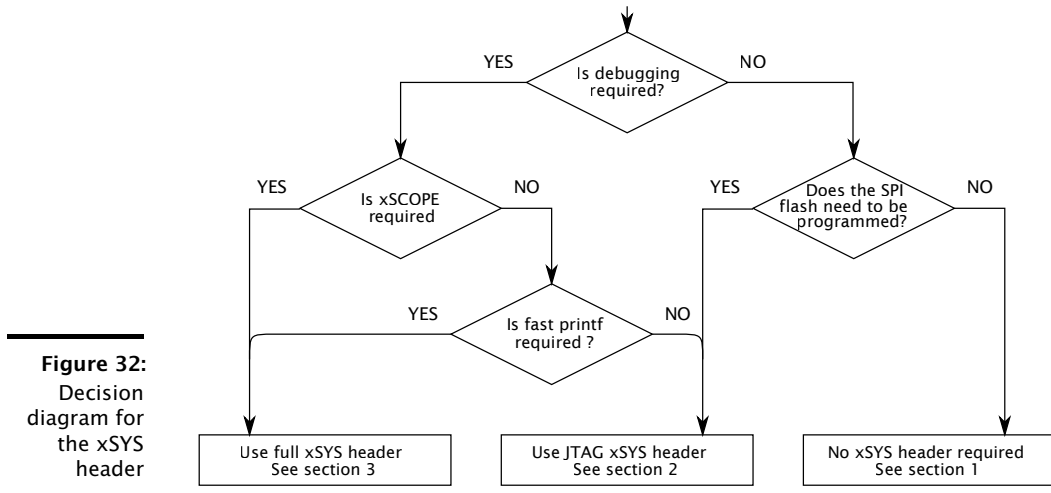 YES
Is debugging
required?
NO
YES
Is xSCOPE
required
NO
YES
Does the SPI
flash need to be
programmed?
NO
YES
Is fast printf
required ?
NO
Figure 32:
Decision
diagram for
the xSYS
header
Use full xSYS header
See section 3
Use JTAG xSYS header
See section 2
No xSYS header required
See section 1